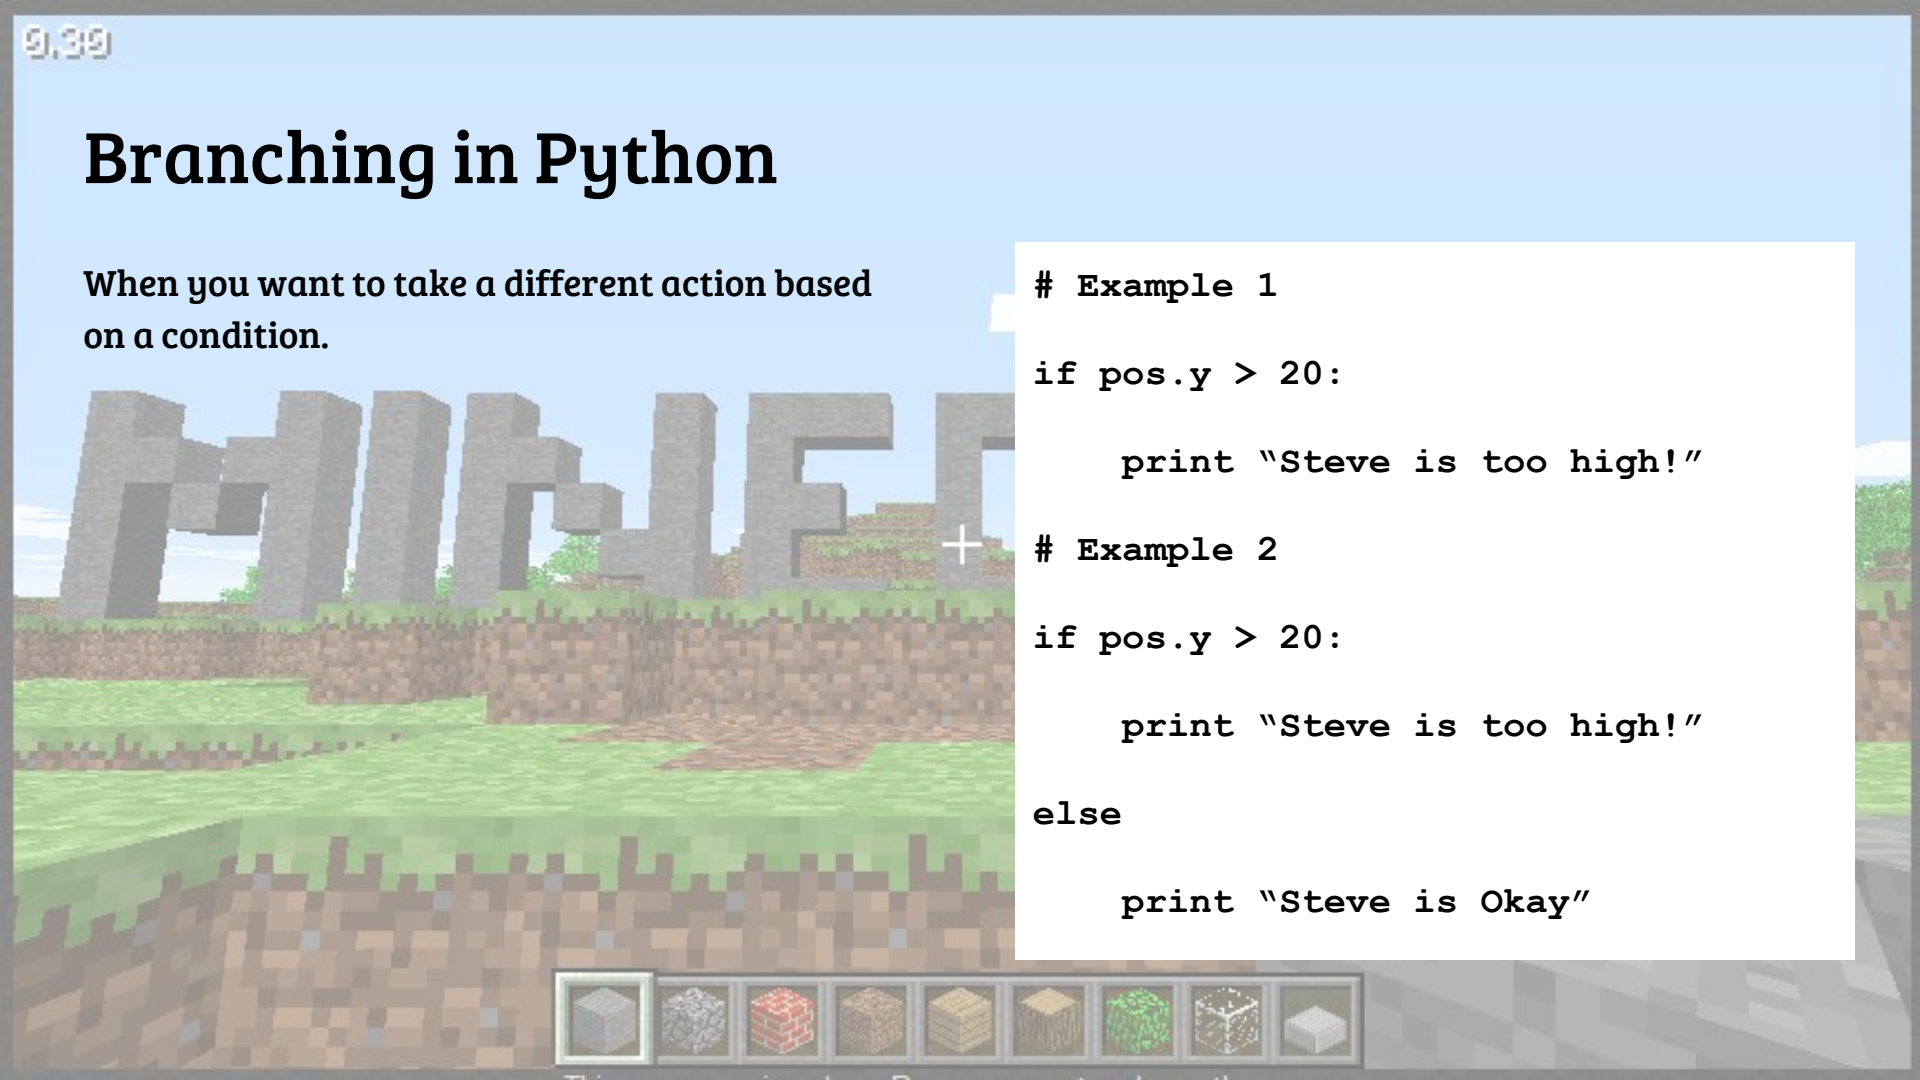 0.30
Branching in Python
When you want to take a different action based
on a condition.
# Example 1
if pos.y > 20:
print “Steve is too high!”
# Example 2
if pos.y > 20:
print “Steve is too high!”
else
print “Steve is Okay”